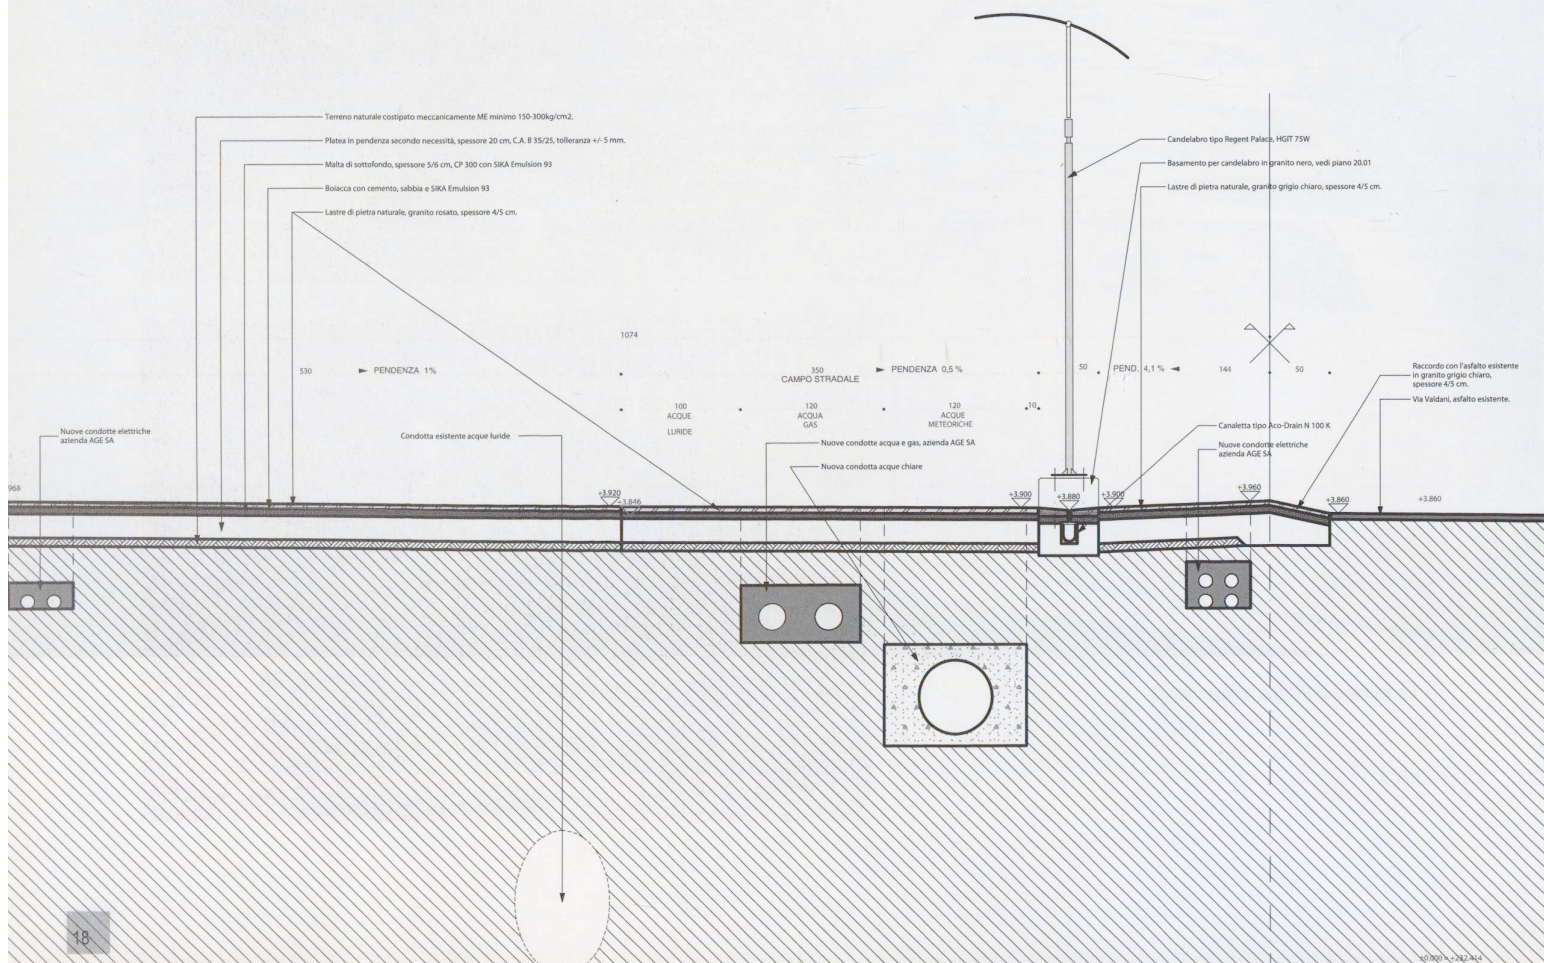 Terreno naturale costipato meccanicamente ME minimo 150-300kg/cm2.
Platea in pendenza secondo necessità, spessore 20 cm, C.A. B 35/25, tolleranza +/- 5 mm.
Malta di sottofondo, spessore 5/6 cm, CP 300 con SIKA Emulsion 93
Boiacca con cemento, sabbia e SIKA Emulsion 93
Lastre di pietra naturale, granito rosato, spessore 4/5 cm.
Candelabro tipo Regent Palace, HGIT 75W
Basamento per candelabro in granito nero, vedi piano 20.01
Lastre di pietra naturale, granito grigio chiaro, spessore 4/5 cm.
1074
530
PENDENZA 1%
350
CAMPO STRADALE
PENDENZA 0,5 %
50
PEND. 4,1 %
144
50
Raccordo con l'asfalto esistente
in granito grigio chiaro,
spessore 4/5 cm.
Via Valdani, asfalto esistente.
100
ACQUE
LURIDE
120
ACQUA
GAS
120
ACQUE
METEORICHE
10
Nuove condotte elettriche
azienda AGE SA
Condotta esistente acque luride
Nuove condotte acqua e gas, azienda AGE SA
Nuova condotta acque chiare
Canaletta tipo Aco-Drain N 100 K
Nuove condotte elettriche
azienda AGE SA
968
+3.920
+3.846
+3.900
+3.880
+3.900
+3.960
+3.860
+3.860
18
±0.000 = +232.414